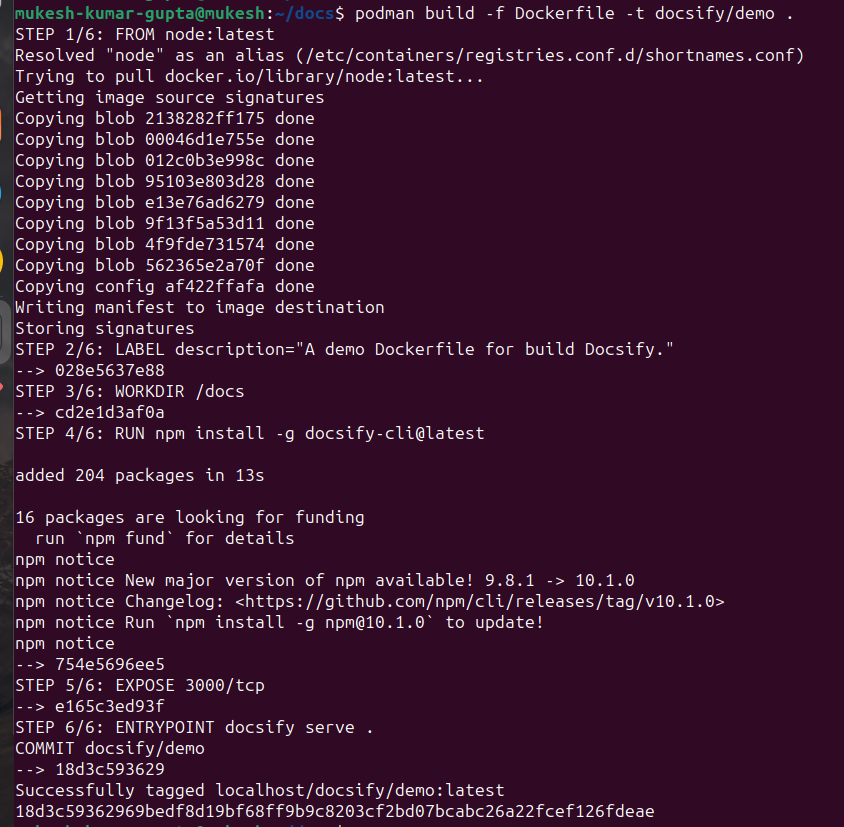 mukesh-kumar-gupta@mukesh:~/docs$ podman build -f Dockerfile -t docsify/demo .
STEP 1/6: FROM node:latest
Resolved "node" as an alias (/etc/containers/registries.conf.d/shortnames.conf)
Trying to pull docker.io/library/node:latest...
Getting image source signatures
Copying blob 2138282ff175 done
Copying blob 00046d1e755e done
Copying blob 012c0b3e998c done
Copying blob 95103e803d28 done
Copying blob e13e76ad6279 done
Copying blob 9f13f5a53d11 done
Copying blob 4f9fde731574 done
Copying blob 562365e2a70f done
Copying config af422ffafa done
Writing manifest to image destination
Storing signatures
STEP 2/6: LABEL description="A demo Dockerfile for build Docsify."
--> 028e5637e88
STEP 3/6: WORKDIR /docs
--> cd2e1d3af0a
STEP 4/6: RUN npm install -g docsify-cli@latest
added 204 packages in 13s
16 packages are looking for funding
run `npm fund` for details
npm notice
npm notice New major version of npm available! 9.8.1 -> 10.1.0
npm notice Changelog: <https://github.com/npm/cli/releases/tag/v10.1.0>
npm notice Run `npm install -g npm@10.1.0` to update!
npm notice
--> 754e5696ee5
STEP 5/6: EXPOSE 3000/tcp
--> e165c3ed93f
STEP 6/6: ENTRYPOINT docsify serve .
COMMIT docsify/demo
--> 18d3c593629
Successfully tagged localhost/docsify/demo:latest
18d3c59362969bedf8d19bf68ff9b9c8203cf2bd07bcabc26a22fcef126fdeae